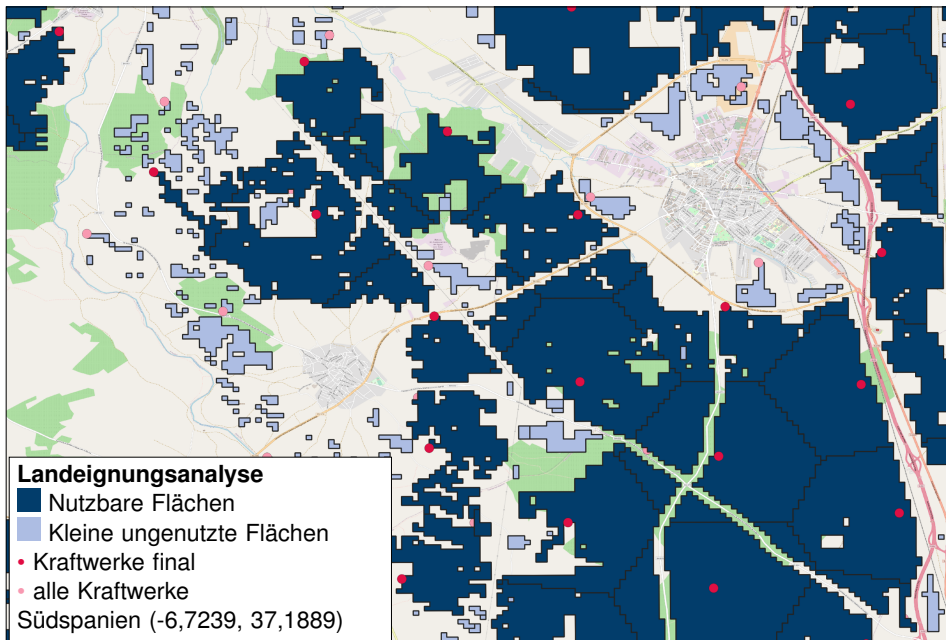 Landeignungsanalyse
Nutzbare Flächen
Kleine ungenutzte Flächen
Kraftwerke final
alle Kraftwerke
Südspanien (-6,7239, 37,1889)